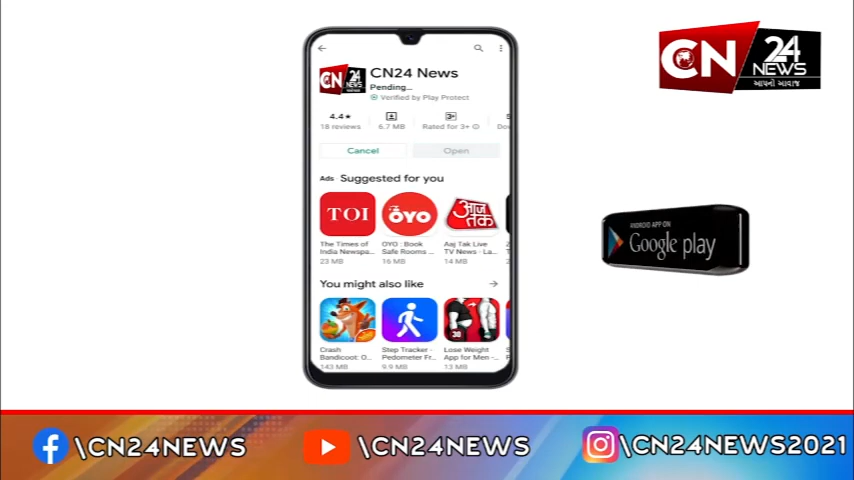 CN24 News
Pending...
Verified by Play Protect
4.4★
18 reviews
6.7 MB
3+
Rated for 3+
Cancel
Open
Ads Suggested for you
TOI
OYO
आज तक
The Times of India Newspa...
23 MB
OYO : Book Safe Rooms ...
16 MB
Aaj Tak Live TV News - La...
14 MB
You might also like
30
Crash Bandicoot: O...
143 MB
Step Tracker - Pedometer Fr...
9.9 MB
Lose Weight App for Men -...
13 MB
CN 24 NEWS
આપનો અવાજ
ANDROID APP ON
Google play
\CN24NEWS
\CN24NEWS
\CN24NEWS2021